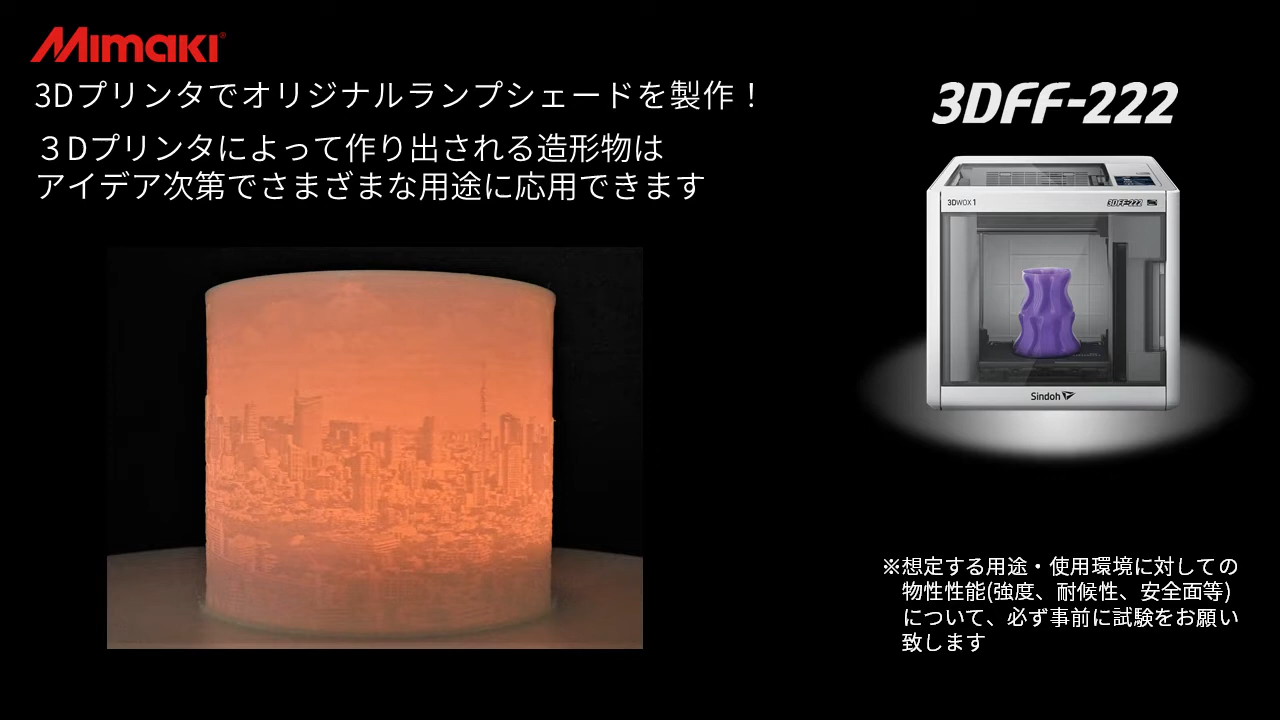 Mimaki
3Dプリンタでオリジナルランプシェードを製作！
３Dプリンタによって作り出される造形物は
アイデア次第でさまざまな用途に応用できます
3DFF-222
3DWOX 1
3DFF-222
Sindoh
※想定する用途・使用環境に対しての
物性性能(強度、耐候性、安全面等)
について、必ず事前に試験をお願い
致します